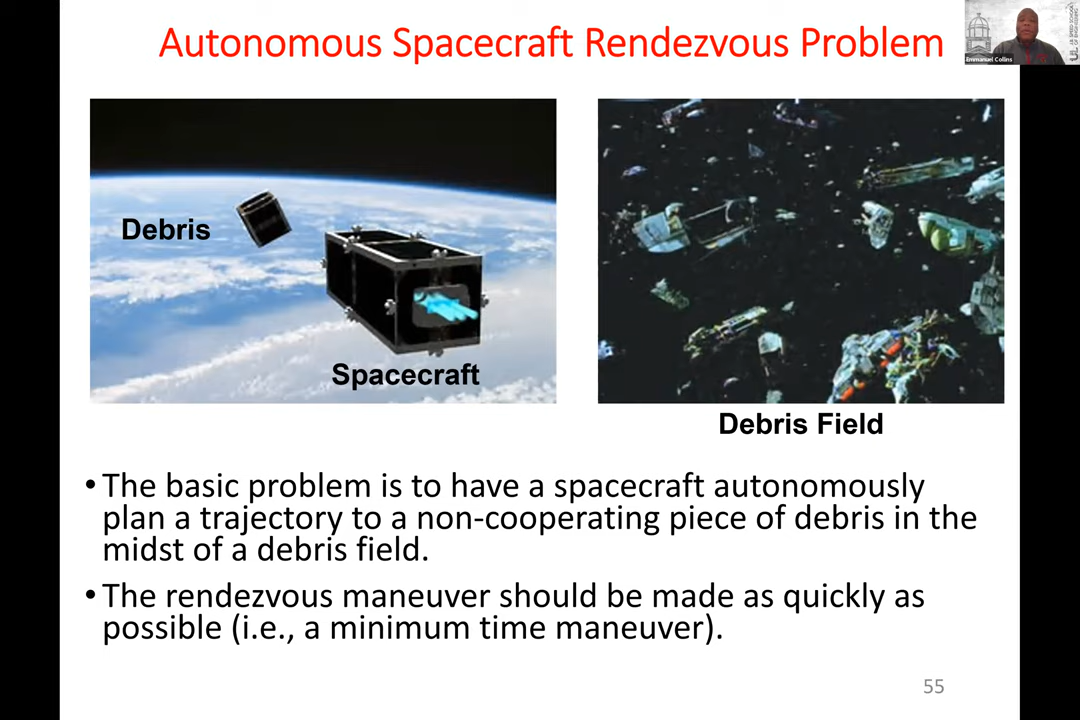 Autonomous Spacecraft Rendezvous Problem
Emmanuel Collins
Debris
Spacecraft
Debris Field
•The basic problem is to have a spacecraft autonomously
plan a trajectory to a non-cooperating piece of debris in the
midst of a debris field.
•The rendezvous maneuver should be made as quickly as
possible (i.e., a minimum time maneuver).
55